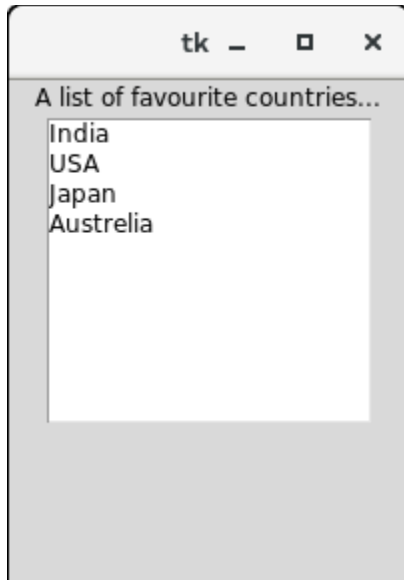 tk
A list of favourite countries...
India
USA
Japan
Austrelia